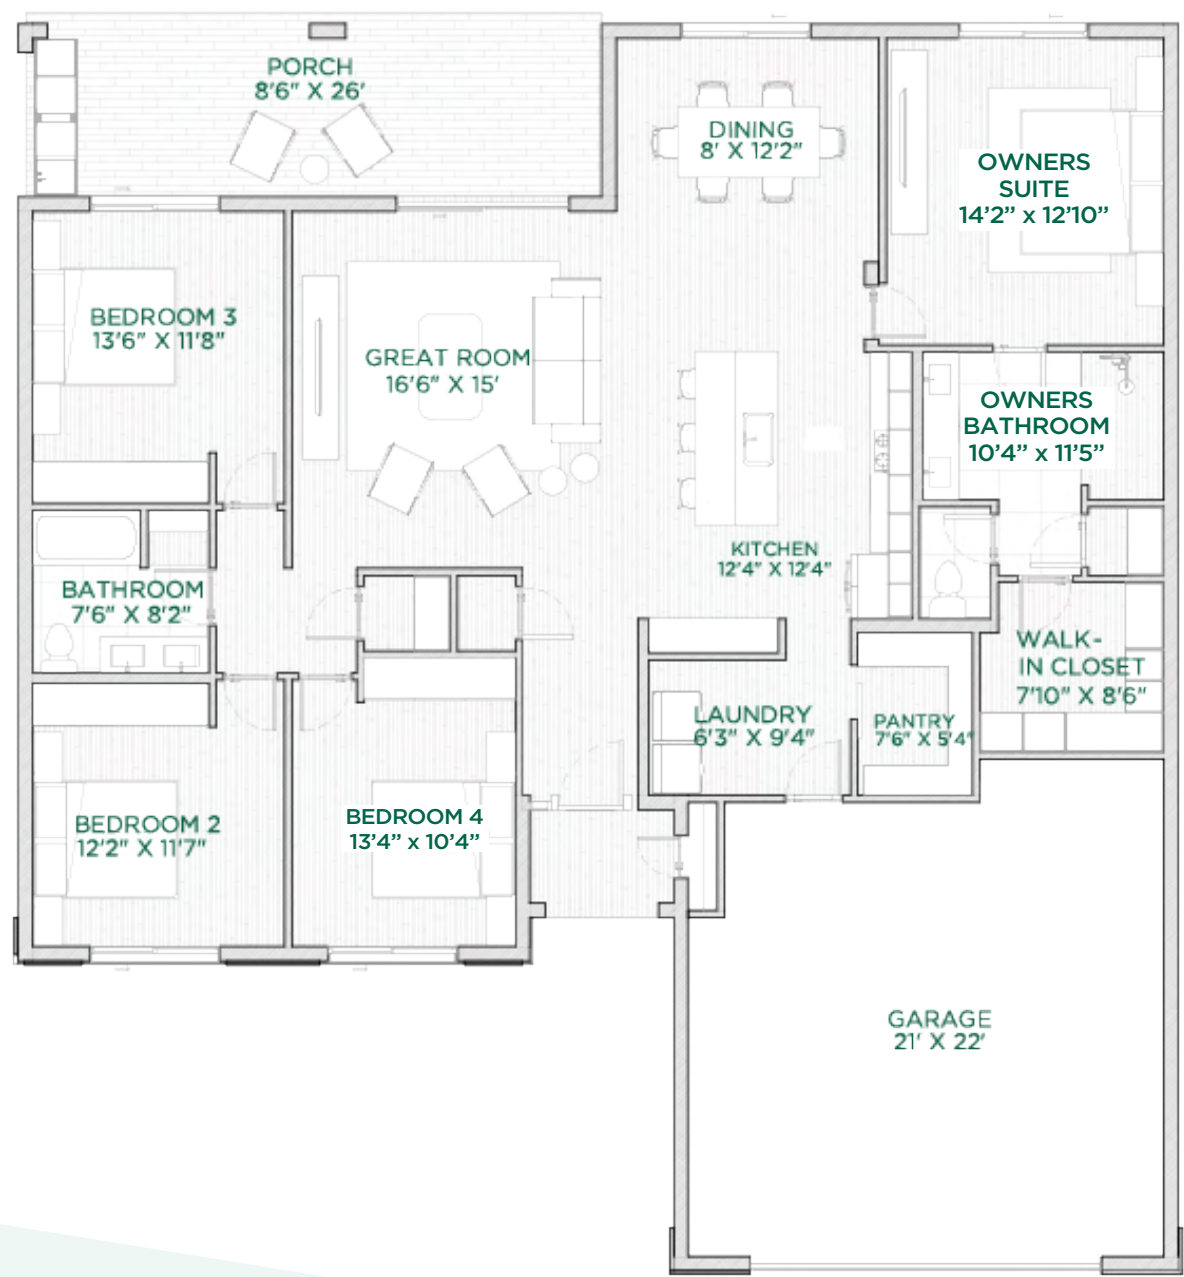 PORCH
8'6" X 26'
DINING
8' X 12'2"
OWNERS
SUITE
14'2” x 12’10”
BEDROOM 3
13'6" X 11'8"
GREAT ROOM
16'6" X 15'
OWNERS
BATHROOM
10’4” x 11’5”
KITCHEN
12'4" X 12'4"
BATHROOM
7'6" X 8'2"
WALK-
IN CLOSET
7'10" X 8'6"
LAUNDRY
6'3" X 9'4"
PANTRY
7'6" X 5'4"
BEDROOM 2
12'2" X 11'7"
BEDROOM 4
13’4” x 10’4”
GARAGE
21' X 22'